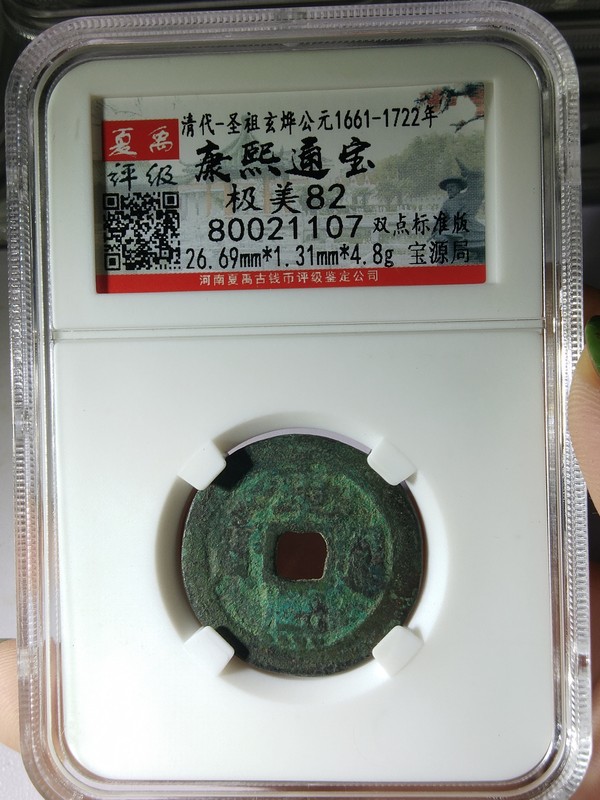 清代-圣祖玄烨公元1661-1722年
夏禹
评级
康熙通宝
极美82
80021107 双点标准版
26.69mm*1.31mm*4.8g 宝源局
河南夏禹古钱币评级鉴定公司